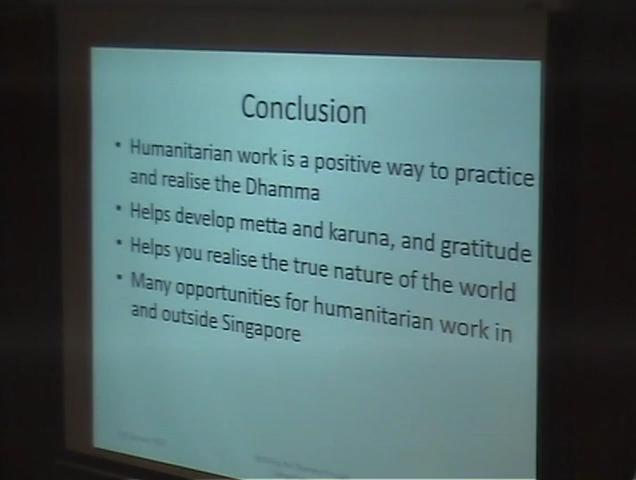 Conclusion
• Humanitarian work is a positive way to practice
and realise the Dhamma
• Helps develop metta and karuna, and gratitude
• Helps you realise the true nature of the world
• Many opportunities for humanitarian work in
and outside Singapore